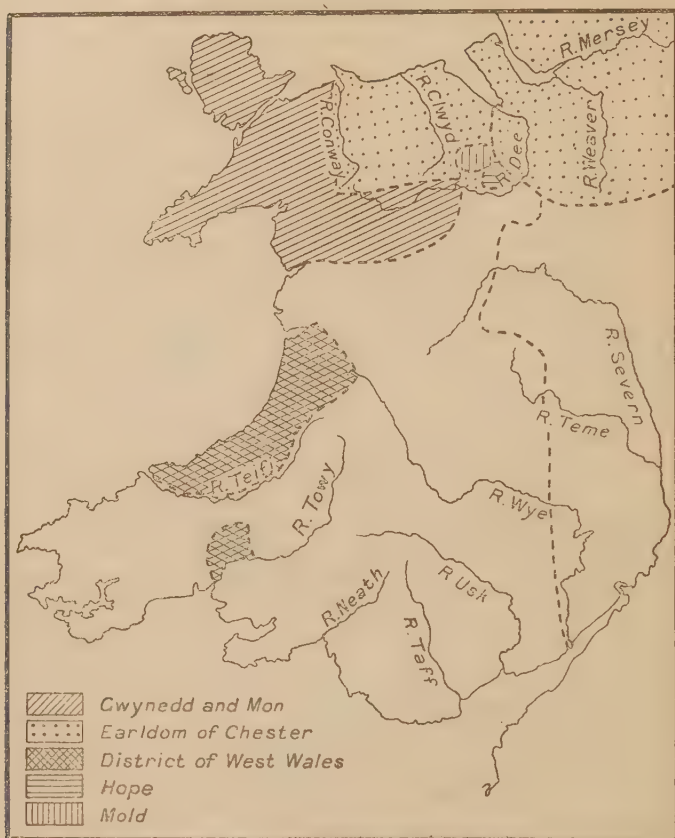 R. Mersey
R. Clwyd
R. Conway
R. Dee
R. Weaver
R. Severn
R. Teme
R. Teifi
R. Towy
R. Wye
R. Usk
R. Neath
R. Taff
Gwynedd and Mon
Earldom of Chester
District of West Wales
Hope
Mold